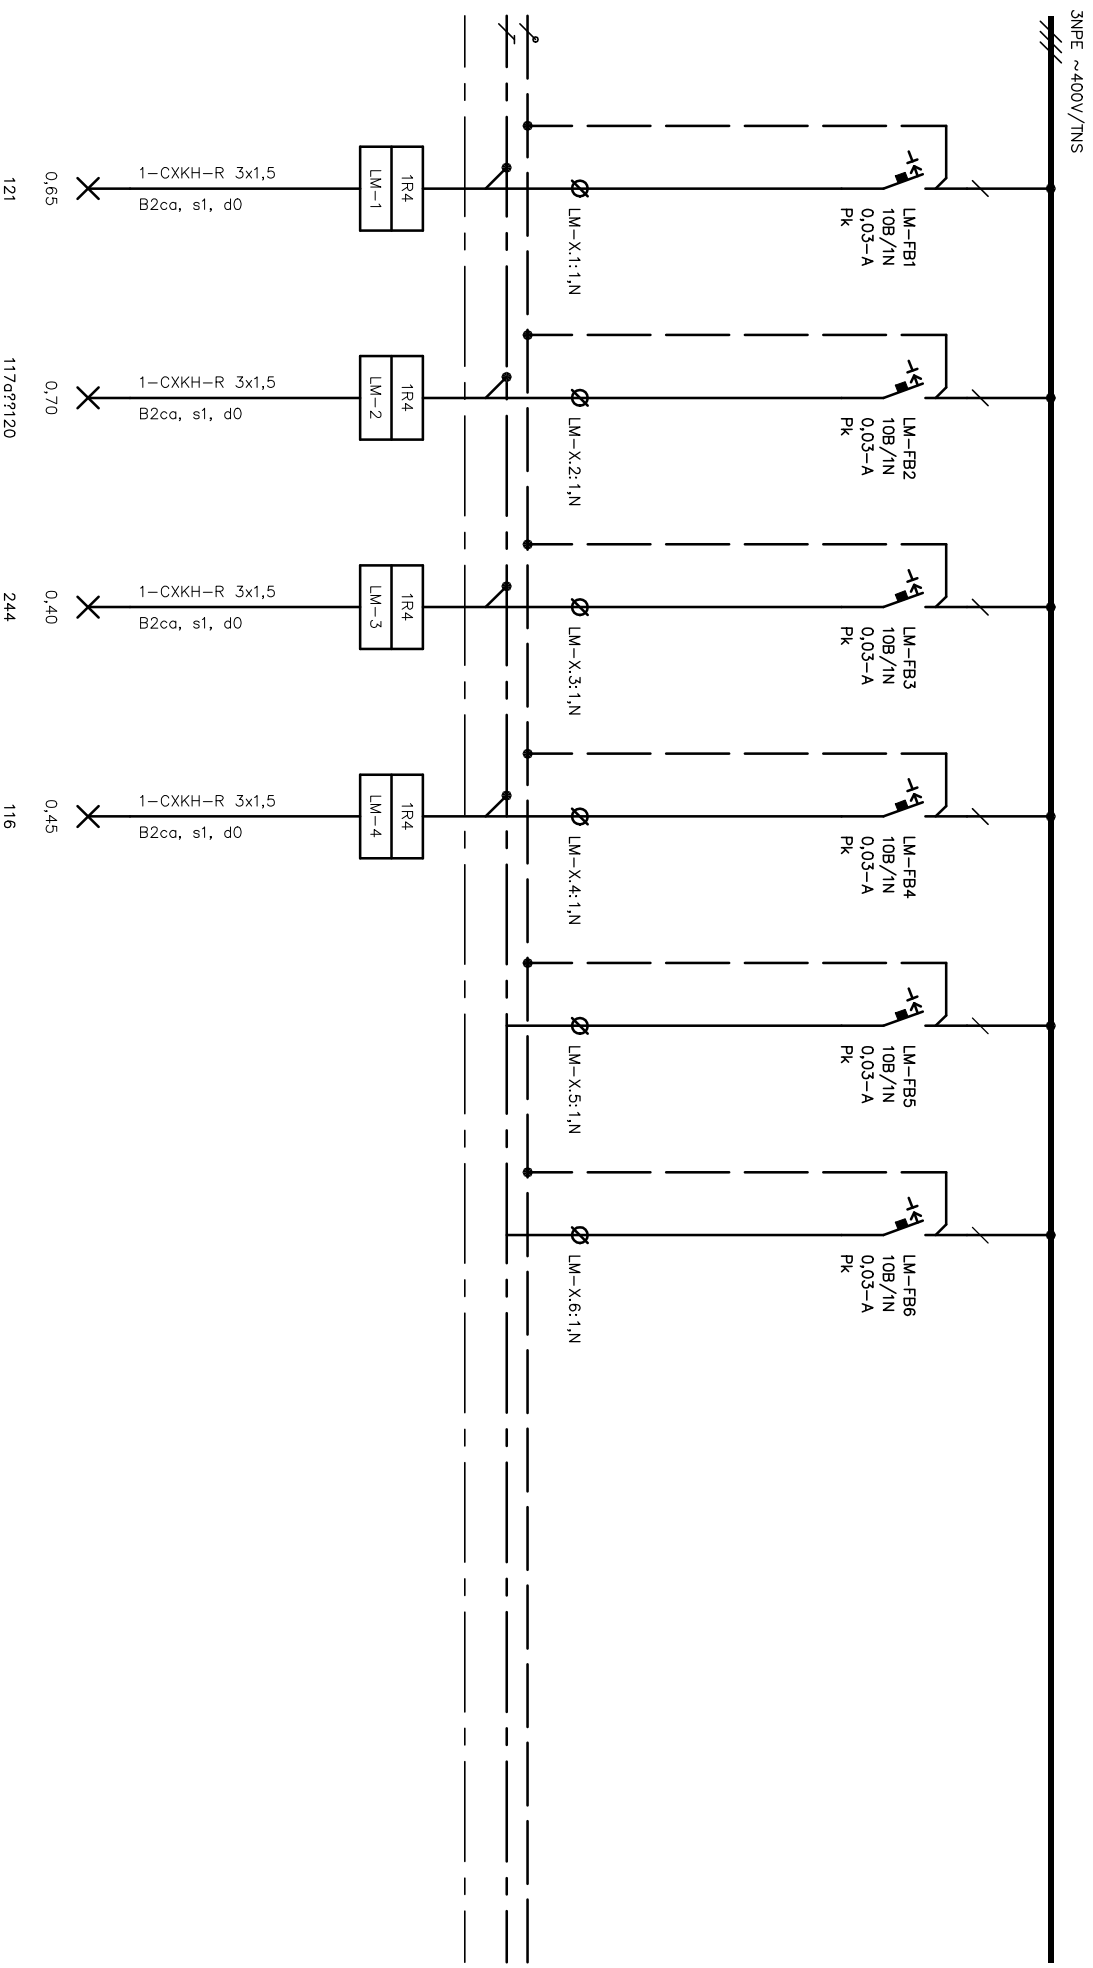 3NPE ~400V/TNS
LM-FB1
10B/1N
0,03-A
Pk
LM-X.1:1,N
1R4
LM-1
1-CXKH-R 3x1,5
B2ca, s1, d0
0,65
121
LM-FB2
10B/1N
0,03-A
Pk
LM-X.2:1,N
1R4
LM-2
1-CXKH-R 3x1,5
B2ca, s1, d0
0,70
117a??120
LM-FB3
10B/1N
0,03-A
Pk
LM-X.3:1,N
1R4
LM-3
1-CXKH-R 3x1,5
B2ca, s1, d0
0,40
244
LM-FB4
10B/1N
0,03-A
Pk
LM-X.4:1,N
1R4
LM-4
1-CXKH-R 3x1,5
B2ca, s1, d0
0,45
116
LM-FB5
10B/1N
0,03-A
Pk
LM-X.5:1,N
LM-FB6
10B/1N
0,03-A
Pk
LM-X.6:1,N